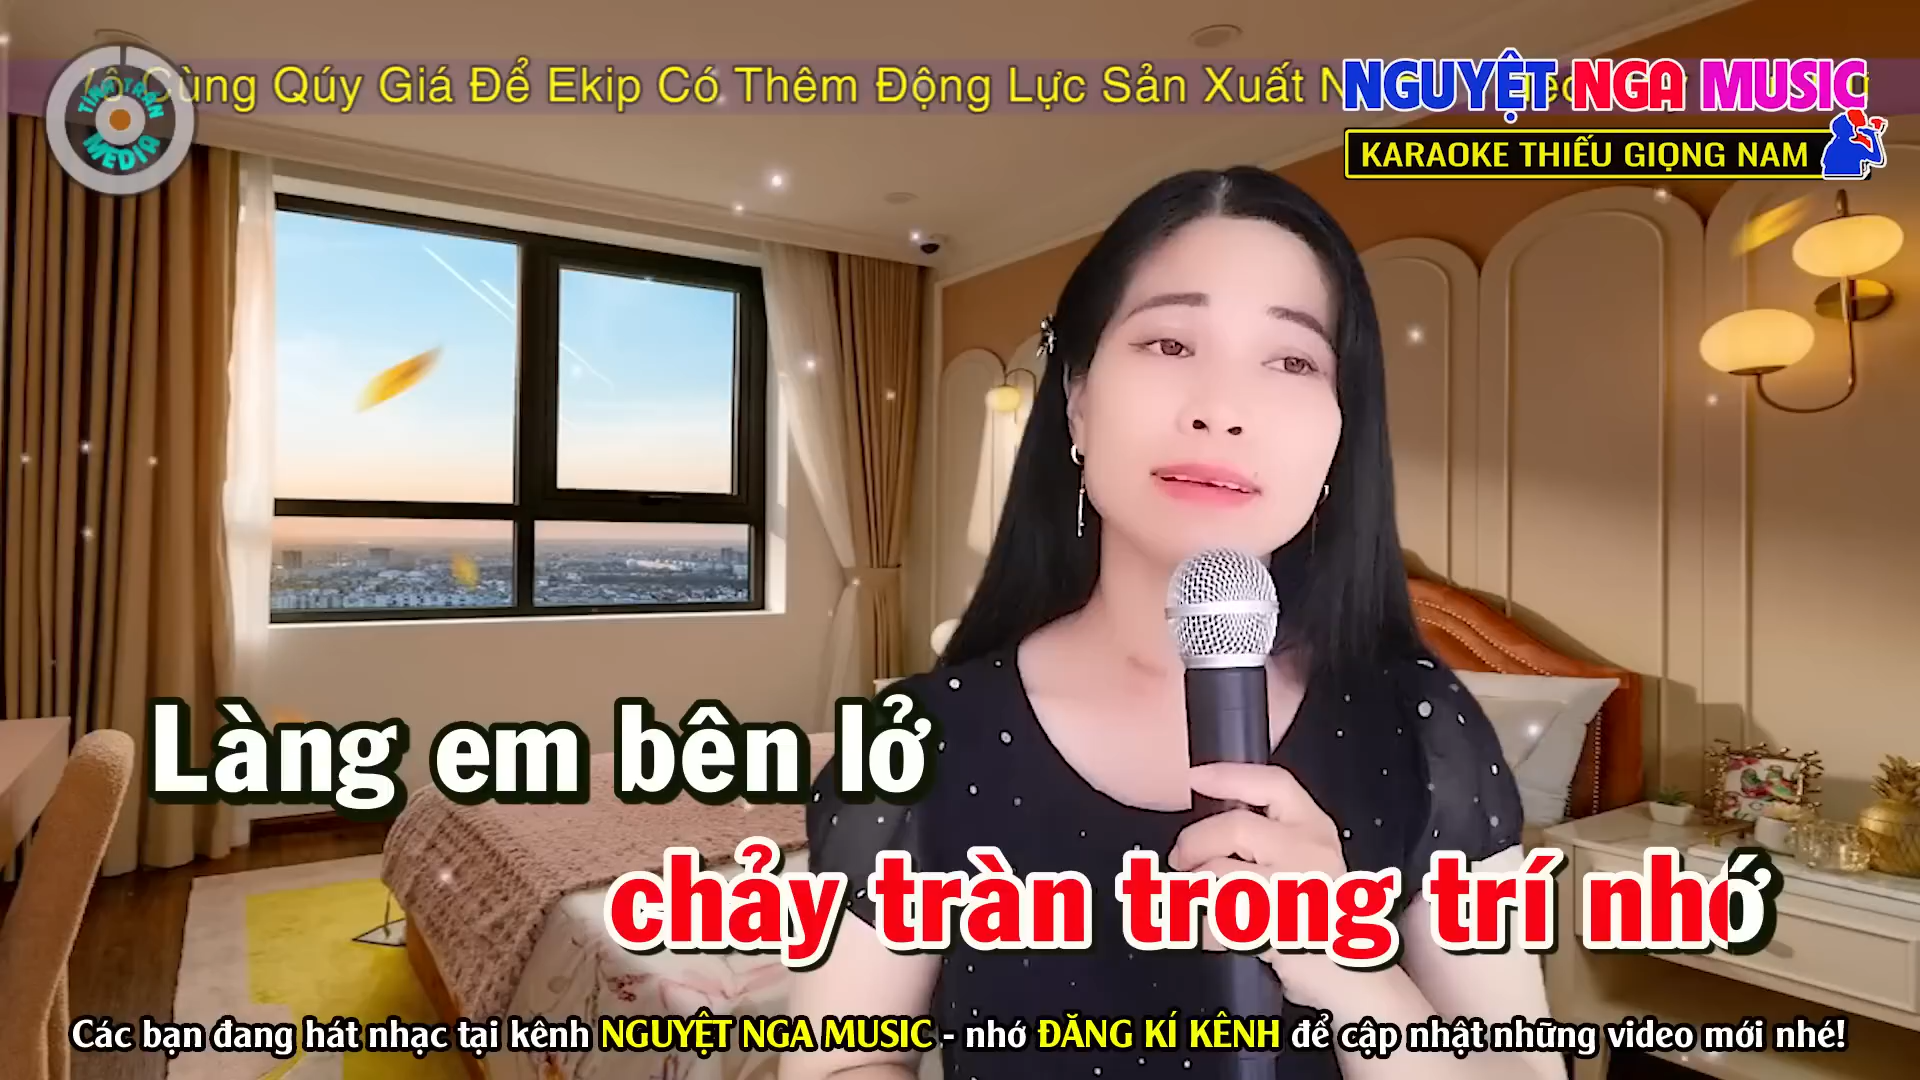 Cùng Qúy Giá Để Ekip Có Thêm Động Lực Sản Xuất
NGUYỆT NGA MUSIC
KARAOKE THIẾU GIỌNG NAM
TÌNH TRẦN
MEDIA
Làng em bên lở
chảy tràn trong trí nhớ
Các bạn đang hát nhạc tại kênh NGUYỆT NGA MUSIC - nhớ ĐĂNG KÍ KÊNH để cập nhật những video mới nhé!